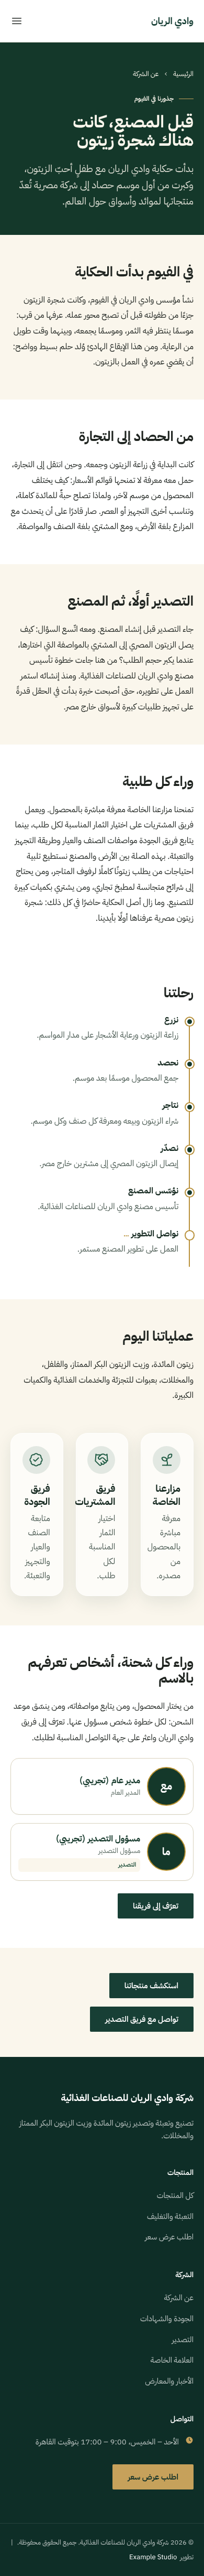 وادي الريان
الرئيسية › عن الشركة
جذورنا في الفيوم
قبل المصنع، كانت
هناك شجرة زيتون
بدأت حكاية وادي الريان مع طفلٍ أحبّ الزيتون،
وكبرت من أول موسم حصاد إلى شركة مصرية تُعدّ
منتجاتها لموائد وأسواق حول العالم.
في الفيوم بدأت الحكاية
نشأ مؤسس وادي الريان في الفيوم، وكانت شجرة الزيتون
جزءًا من طفولته قبل أن تصبح محور عمله. عرفها من قرب:
موسمًا ينتظر فيه الثمر، وموسمًا يجمعه، وبينهما وقت طويل
من الرعاية. ومن هذا الإيقاع الهادئ وُلد حلم بسيط وواضح:
أن يقضي عمره في العمل بالزيتون.
من الحصاد إلى التجارة
كانت البداية في زراعة الزيتون وجمعه. وحين انتقل إلى التجارة،
حمل معه معرفة لا تمنحها قوائم الأسعار: كيف يختلف
المحصول من موسم لآخر، ولماذا تصلح حبةٌ للمائدة كاملة،
وتناسب أخرى التجهيز أو العصر. صار قادرًا على أن يتحدث مع
المزارع بلغة الأرض، ومع المشتري بلغة الصنف والمواصفة.
التصدير أولًا، ثم المصنع
جاء التصدير قبل إنشاء المصنع. ومعه اتّسع السؤال: كيف
يصل الزيتون المصري إلى المشتري بالمواصفة التي اختارها،
عندما يكبر حجم الطلب؟ من هنا جاءت خطوة تأسيس
مصنع وادي الريان للصناعات الغذائية. ومنذ إنشائه استمر
العمل على تطويره، حتى أصبحت خبرة بدأت في الحقل قدرةً
على تجهيز طلبيات كبيرة لأسواق خارج مصر.
وراء كل طلبية
تمنحنا مزارعنا الخاصة معرفة مباشرة بالمحصول. ويعمل
فريق المشتريات على اختيار الثمار المناسبة لكل طلب، بينما
يتابع فريق الجودة مواصفات الصنف والعيار وطريقة التجهيز
والتعبئة. بهذه الصلة بين الأرض والمصنع نستطيع تلبية
احتياجات من يطلب زيتونًا كاملًا لرفوف المتاجر، ومن يحتاج
إلى شرائح متجانسة لمطبخ تجاري، ومن يشتري بكميات كبيرة
للتصنيع. وما زال أصل الحكاية حاضرًا في كل ذلك: شجرة
زيتون مصرية عرفناها أولًا بأيدينا.
رحلتنا
نزرع
زراعة الزيتون ورعاية الأشجار على مدار المواسم.
نحصد
جمع المحصول موسمًا بعد موسم.
نتاجر
شراء الزيتون وبيعه ومعرفة كل صنف وكل موسم.
نصدّر
إيصال الزيتون المصري إلى مشترين خارج مصر.
نؤسّس المصنع
تأسيس مصنع وادي الريان للصناعات الغذائية.
نواصل التطوير …
العمل على تطوير المصنع مستمر.
عملياتنا اليوم
زيتون المائدة، وزيت الزيتون البكر الممتاز، والفلفل،
والمخللات، بعبوات للتجزئة والخدمات الغذائية والكميات
الكبيرة.
مزارعنا الخاصة
معرفة مباشرة بالمحصول من مصدره.
فريق المشتريات
اختيار الثمار المناسبة لكل طلب.
فريق الجودة
متابعة الصنف والعيار والتجهيز والتعبئة.
وراء كل شحنة، أشخاص تعرفهم
بالاسم
من يختار المحصول، ومن يتابع مواصفاته، ومن ينسّق موعد
الشحن: لكل خطوة شخص مسؤول عنها. تعرّف إلى فريق
وادي الريان واعثر على جهة التواصل المناسبة لطلبك.
مع
مدير عام (تجريبي)
المدير العام
ما
مسؤول التصدير (تجريبي)
مسؤول التصدير
التصدير
تعرّف إلى فريقنا
استكشف منتجاتنا
تواصل مع فريق التصدير
شركة وادي الريان للصناعات الغذائية
تصنيع وتعبئة وتصدير زيتون المائدة وزيت الزيتون البكر الممتاز
والمخللات.
المنتجات
كل المنتجات
التعبئة والتغليف
اطلب عرض سعر
الشركة
عن الشركة
الجودة والشهادات
التصدير
العلامة الخاصة
الأخبار والمعارض
التواصل
الأحد – الخميس، 9:00 – 17:00 بتوقيت القاهرة
اطلب عرض سعر
© 2026 شركة وادي الريان للصناعات الغذائية. جميع الحقوق محفوظة. |
تطوير Example Studio